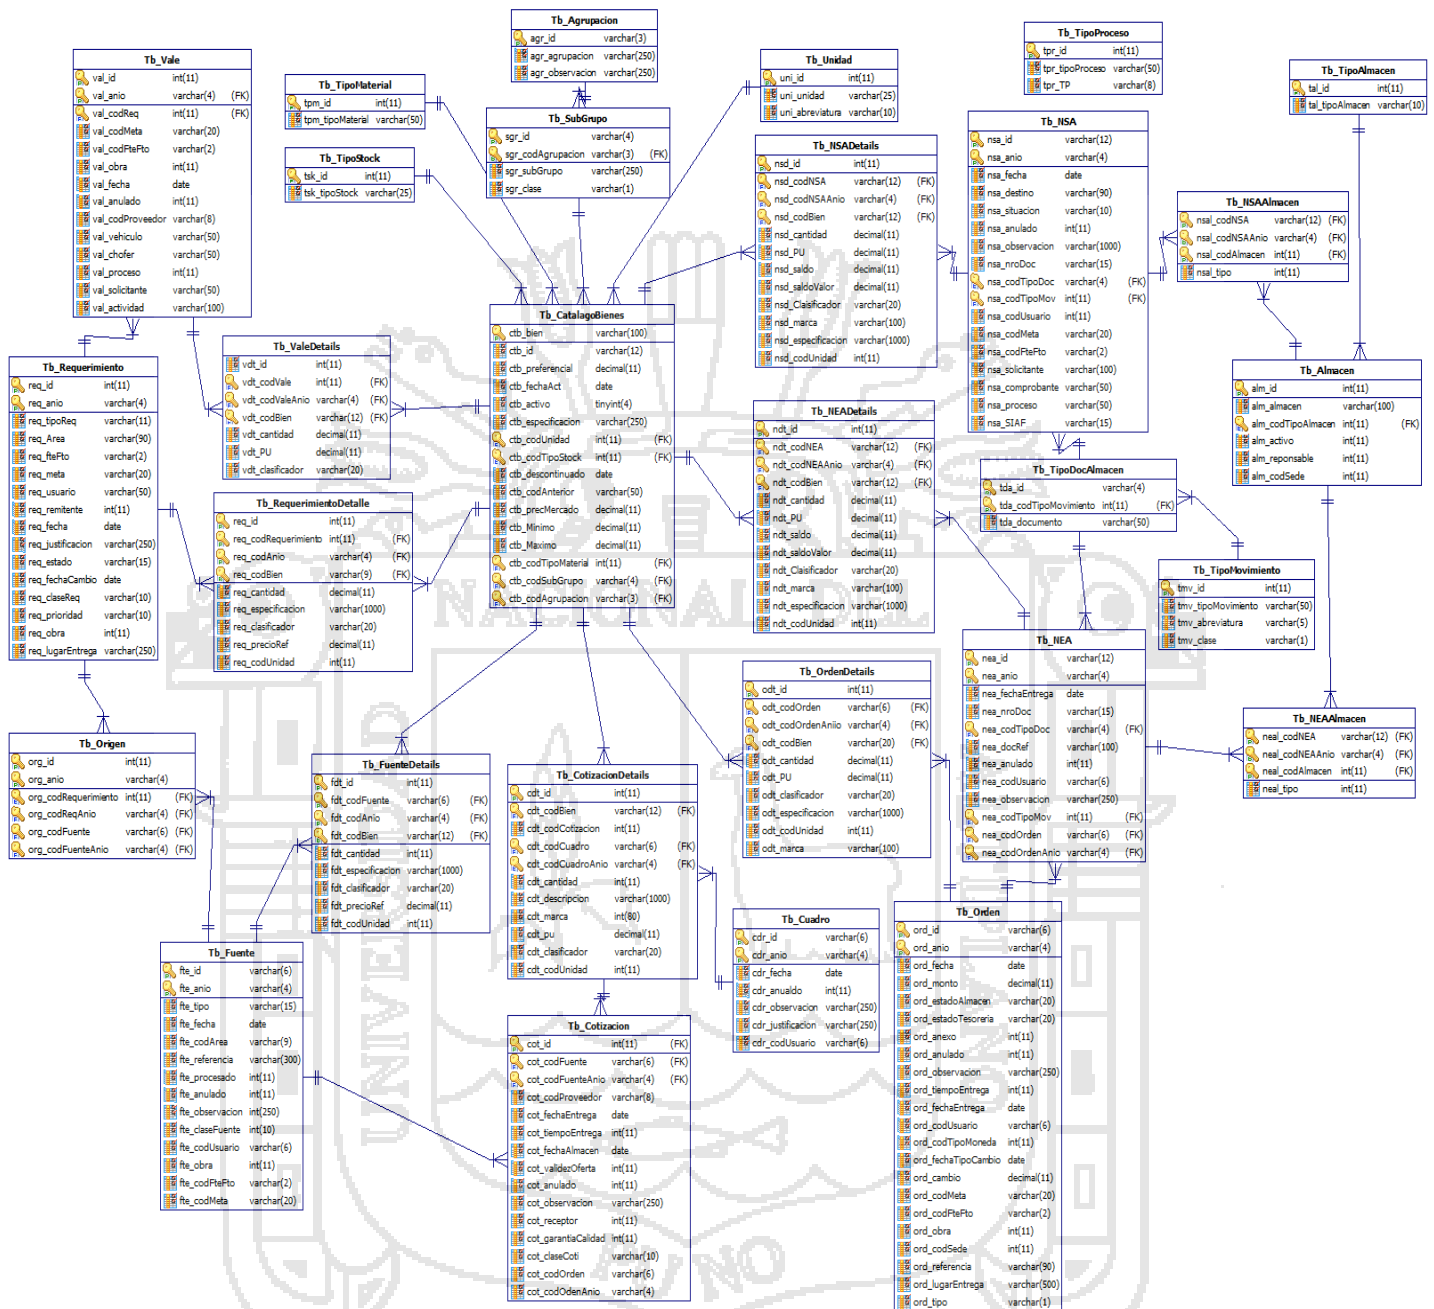 Tb_Agrupacion
agr_id varchar(3)
agr_agrupacion varchar(250)
agr_observacion varchar(250)
Tb_TipoProceso
tpr_id int(11)
tpr_tipoProceso varchar(50)
tpr_TP varchar(8)
Tb_Vale
val_id int(11)
val_anio varchar(4) (FK)
val_codReq int(11) (FK)
val_codMeta varchar(20)
val_codFteFto varchar(2)
val_obra int(11)
val_fecha date
val_anulado int(11)
val_codProveedor varchar(8)
val_vehiculo varchar(50)
val_chofer varchar(50)
val_proceso int(11)
val_solicitante varchar(50)
val_actividad varchar(100)
Tb_TipoMaterial
tpm_id int(11)
tpm_tipoMaterial varchar(50)
Tb_Unidad
uni_id int(11)
uni_unidad varchar(25)
uni_abreviatura varchar(10)
Tb_TipoAlmacen
tal_id int(11)
tal_tipoAlmacen varchar(10)
Tb_SubGrupo
sgr_id varchar(4)
sgr_codAgrupacion varchar(3) (FK)
sgr_subGrupo varchar(250)
sgr_clase varchar(1)
Tb_TipoStock
tsk_id int(11)
tsk_tipoStock varchar(25)
Tb_NSADetails
nsd_id int(11)
nsd_codNSA varchar(12) (FK)
nsd_codNSAAnio varchar(4) (FK)
nsd_codBien varchar(12) (FK)
nsd_cantidad decimal(11)
nsd_PU decimal(11)
nsd_saldo decimal(11)
nsd_saldoValor decimal(11)
nsd_Claisificador varchar(20)
nsd_marca varchar(100)
nsd_especificacion varchar(1000)
nsd_codUnidad int(11)
Tb_NSA
nsa_id varchar(12)
nsa_anio varchar(4)
nsa_fecha date
nsa_destino varchar(90)
nsa_situacion varchar(10)
nsa_anulado int(11)
nsa_observacion varchar(1000)
nsa_nroDoc varchar(15)
nsa_codTipoDoc varchar(4) (FK)
nsa_codTipoMov int(11) (FK)
nsa_codUsuario int(11)
nsa_codMeta varchar(20)
nsa_codFteFto varchar(2)
nsa_solicitante varchar(100)
nsa_comprobante varchar(50)
nsa_proceso varchar(50)
nsa_SIAF varchar(15)
Tb_NSAAlmacen
nsal_codNSA varchar(12) (FK)
nsal_codNSAAnio varchar(4) (FK)
nsal_codAlmacen int(11) (FK)
nsal_tipo int(11)
Tb_CatalagoBienes
ctb_bien varchar(100)
ctb_id varchar(12)
ctb_preferencial decimal(11)
ctb_fechaAct date
ctb_activo tinyint(4)
ctb_especificacion varchar(250)
ctb_codUnidad int(11) (FK)
ctb_codTipoStock int(11) (FK)
ctb_descontinuado date
ctb_codAnterior varchar(50)
ctb_precMercado decimal(11)
ctb_Minimo decimal(11)
ctb_Maximo decimal(11)
ctb_codTipoMaterial int(11) (FK)
ctb_codSubGrupo varchar(4) (FK)
ctb_codAgrupacion varchar(3) (FK)
Tb_ValeDetails
vdt_id int(11)
vdt_codVale int(11) (FK)
vdt_codValeAnio varchar(4) (FK)
vdt_codBien varchar(12) (FK)
vdt_cantidad decimal(11)
vdt_PU decimal(11)
vdt_clasificador varchar(20)
Tb_Requerimiento
req_id int(11)
req_anio varchar(4)
req_tipoReq varchar(11)
req_Area varchar(90)
req_ftePto varchar(2)
req_meta varchar(20)
req_usuario varchar(50)
req_remitente int(11)
req_fecha date
req_justificacion varchar(250)
req_estado varchar(15)
req_fechaCambio date
req_claseReq varchar(10)
req_prioridad varchar(10)
req_obra int(11)
req_lugarEntrega varchar(250)
Tb_Almacen
alm_id int(11)
alm_almacen varchar(100)
alm_codTipoAlmacen int(11) (FK)
alm_activo int(11)
alm_reponsable int(11)
alm_codSede int(11)
Tb_NEADetails
ndt_id int(11)
ndt_codNEA varchar(12) (FK)
ndt_codNEAAnio varchar(4) (FK)
ndt_codBien varchar(12) (FK)
ndt_cantidad decimal(11)
ndt_PU decimal(11)
ndt_saldo decimal(11)
ndt_saldoValor decimal(11)
ndt_Claisificador varchar(20)
ndt_marca varchar(100)
ndt_especificacion varchar(1000)
ndt_codUnidad int(11)
Tb_TipoDocAlmacen
tda_id varchar(4)
tda_codTipoMovimiento int(11) (FK)
tda_documento varchar(50)
Tb_RequerimientoDetalle
req_id int(11)
req_codRequerimiento int(11) (FK)
req_codAnio varchar(4) (FK)
req_codBien varchar(9) (FK)
req_cantidad decimal(11)
req_especificacion varchar(1000)
req_clasificador varchar(20)
req_precioRef decimal(11)
req_codUnidad int(11)
Tb_TipoMovimiento
tmv_id int(11)
tmv_tipoMovimiento varchar(50)
tmv_abreviatura varchar(5)
tmv_clase varchar(1)
Tb_NEA
nea_id varchar(12)
nea_anio varchar(4)
nea_fechaEntrega date
nea_nroDoc varchar(15)
nea_codTipoDoc varchar(4) (FK)
nea_docRef varchar(100)
nea_anulado int(11)
nea_codUsuario varchar(6)
nea_observacion varchar(250)
nea_codTipoMov int(11) (FK)
nea_codOrden varchar(6) (FK)
nea_codOrdenAnio varchar(4) (FK)
Tb_OrdenDetails
odt_id int(11)
odt_codOrden varchar(6) (FK)
odt_codOrdenAniio varchar(4) (FK)
odt_codBien varchar(20) (FK)
odt_cantidad decimal(11)
odt_PU decimal(11)
odt_clasificador varchar(20)
odt_especificacion varchar(1000)
odt_codUnidad int(11)
odt_marca varchar(100)
Tb_NEAAlmacen
neal_codNEA varchar(12) (FK)
neal_codNEAAnio varchar(4) (FK)
neal_codAlmacen int(11) (FK)
neal_tipo int(11)
Tb_Origen
org_id int(11)
org_anio varchar(4)
org_codRequerimiento int(11) (FK)
org_codReqAnio varchar(4) (FK)
org_codFuente varchar(6) (FK)
org_codFuenteAnio varchar(4) (FK)
Tb_FuenteDetails
fdt_id int(11)
fdt_codFuente varchar(6) (FK)
fdt_codAnio varchar(4) (FK)
fdt_codBien varchar(12) (FK)
fdt_cantidad int(11)
fdt_especificacion varchar(1000)
fdt_clasificador varchar(20)
fdt_precioRef decimal(11)
fdt_codUnidad int(11)
Tb_CotizacionDetails
cdt_id int(11)
cdt_codBien varchar(12) (FK)
cdt_codCotizacion int(11)
cdt_codCuadro varchar(6) (FK)
cdt_codCuadroAnio varchar(4) (FK)
cdt_cantidad int(11)
cdt_descripcion varchar(1000)
cdt_marca int(80)
cdt_pu decimal(11)
cdt_clasificador varchar(20)
cdt_codUnidad int(11)
Tb_Cuadro
cdr_id varchar(6)
cdr_anio varchar(4)
cdr_fecha date
cdr_anualdo int(11)
cdr_observacion varchar(250)
cdr_justificacion varchar(250)
cdr_codUsuario varchar(6)
Tb_Orden
ord_id varchar(6)
ord_anio varchar(4)
ord_fecha date
ord_monto decimal(11)
ord_estadoAlmacen varchar(20)
ord_estadoTesoreria varchar(20)
ord_anexo int(11)
ord_anulado int(11)
ord_observacion varchar(250)
ord_tiempoEntrega int(11)
ord_fechaEntrega date
ord_codUsuario varchar(6)
ord_codTipoMoneda int(11)
ord_fechaTipoCambio date
ord_cambio decimal(11)
ord_codMeta varchar(20)
ord_codFteFto varchar(2)
ord_obra int(11)
ord_codSede int(11)
ord_referencia varchar(90)
ord_lugarEntrega varchar(500)
ord_tipo varchar(1)
Tb_Fuente
fte_id varchar(6)
fte_anio varchar(4)
fte_tipo varchar(15)
fte_fecha date
fte_codArea varchar(9)
fte_referencia varchar(300)
fte_procesado int(11)
fte_anulado int(11)
fte_observacion int(250)
fte_claseFuente int(10)
fte_codUsuario varchar(6)
fte_obra int(11)
fte_codFteFto varchar(2)
fte_codMeta varchar(20)
Tb_Cotizacion
cot_id int(11) (FK)
cot_codFuente varchar(6) (FK)
cot_codFuenteAnio varchar(4) (FK)
cot_codProveedor varchar(8)
cot_fechaEntrega date
cot_tiempoEntrega int(11)
cot_fechaAlmacen date
cot_validezOferta int(11)
cot_anulado int(11)
cot_observacion varchar(250)
cot_receptor int(11)
cot_garantiaCalidad int(11)
cot_claseCoti varchar(10)
cot_codOrden varchar(6)
cot_codOdenAnio varchar(4)